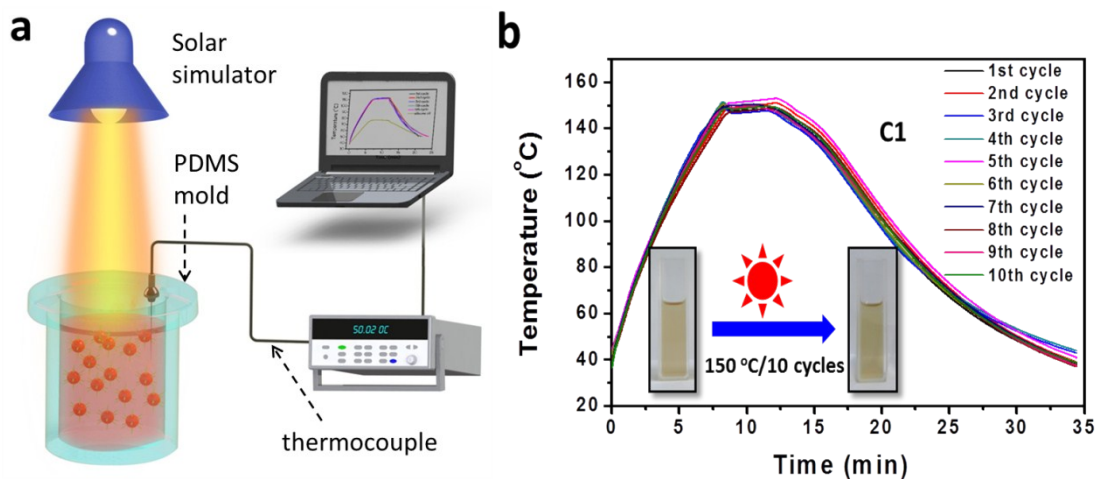 a
Solar
simulator
PDMS
mold
50.02 0C
thermocouple
b
Temperature (°C)
160
140
120
100
80
60
40
20
0
5
10
15
20
25
30
35
Time (min)
C1
1st cycle
2nd cycle
3rd cycle
4th cycle
5th cycle
6th cycle
7th cycle
8th cycle
9th cycle
10th cycle
150 °C/10 cycles